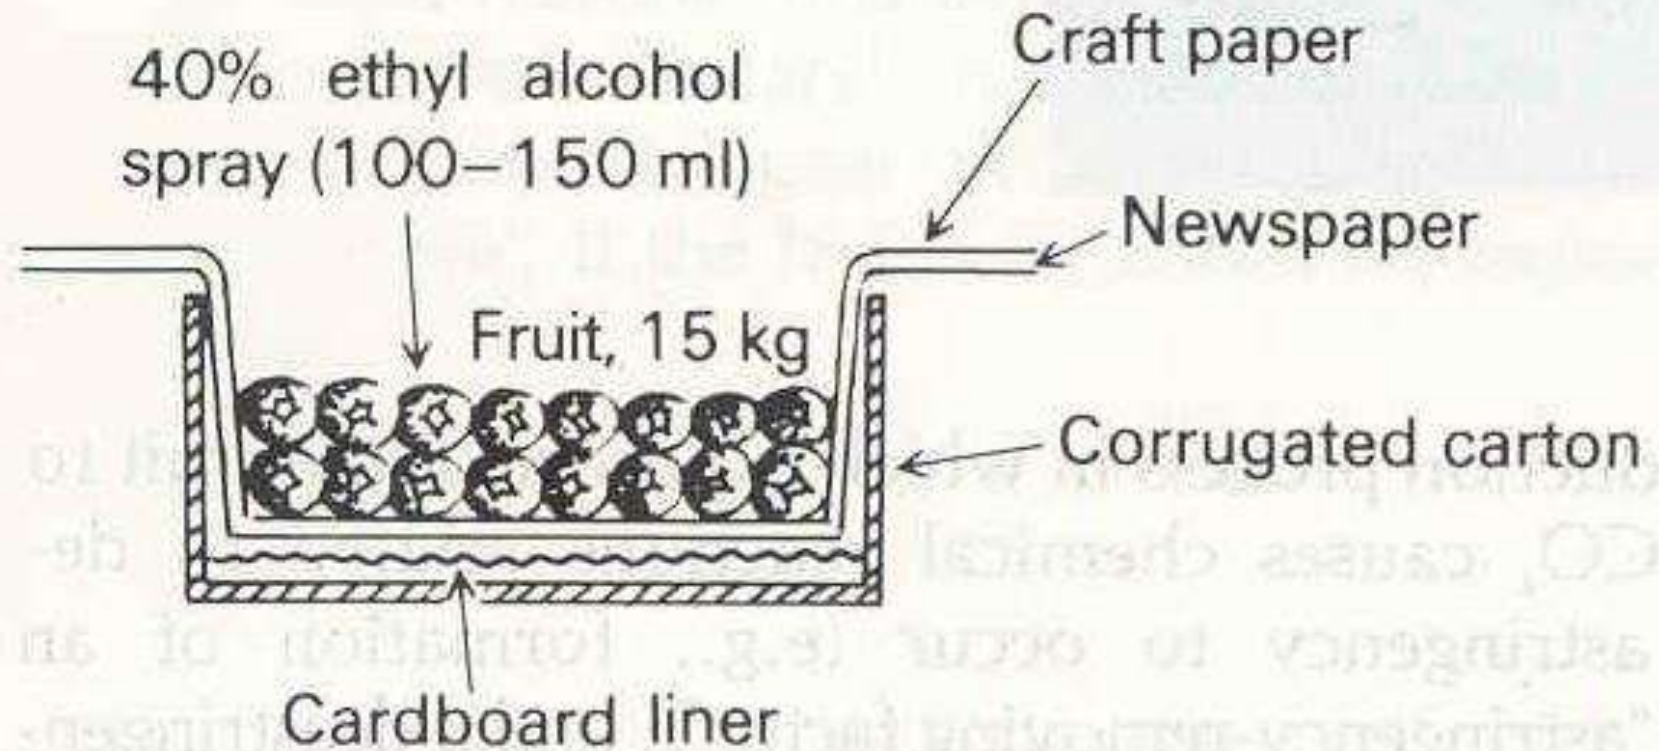 40% ethyl alcohol
spray (100–150 ml)
Craft paper
Newspaper
Fruit, 15 kg
Corrugated carton
Cardboard liner